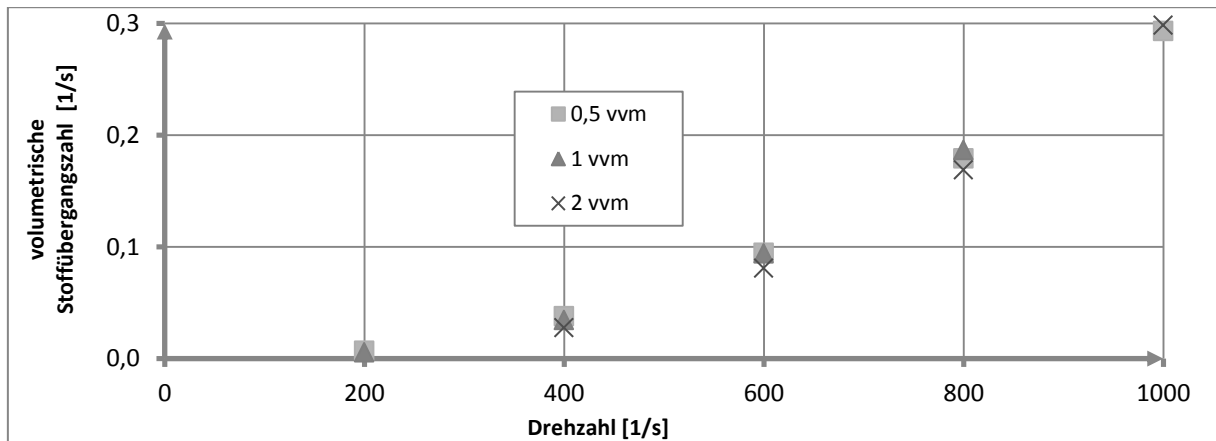 volumetrische
Stoffübergangszahl [1/s]
0,3
0,2
0,1
0,0
0,5 vvm
1 vvm
2 vvm
0 200 400 600 800 1000
Drehzahl [1/s]